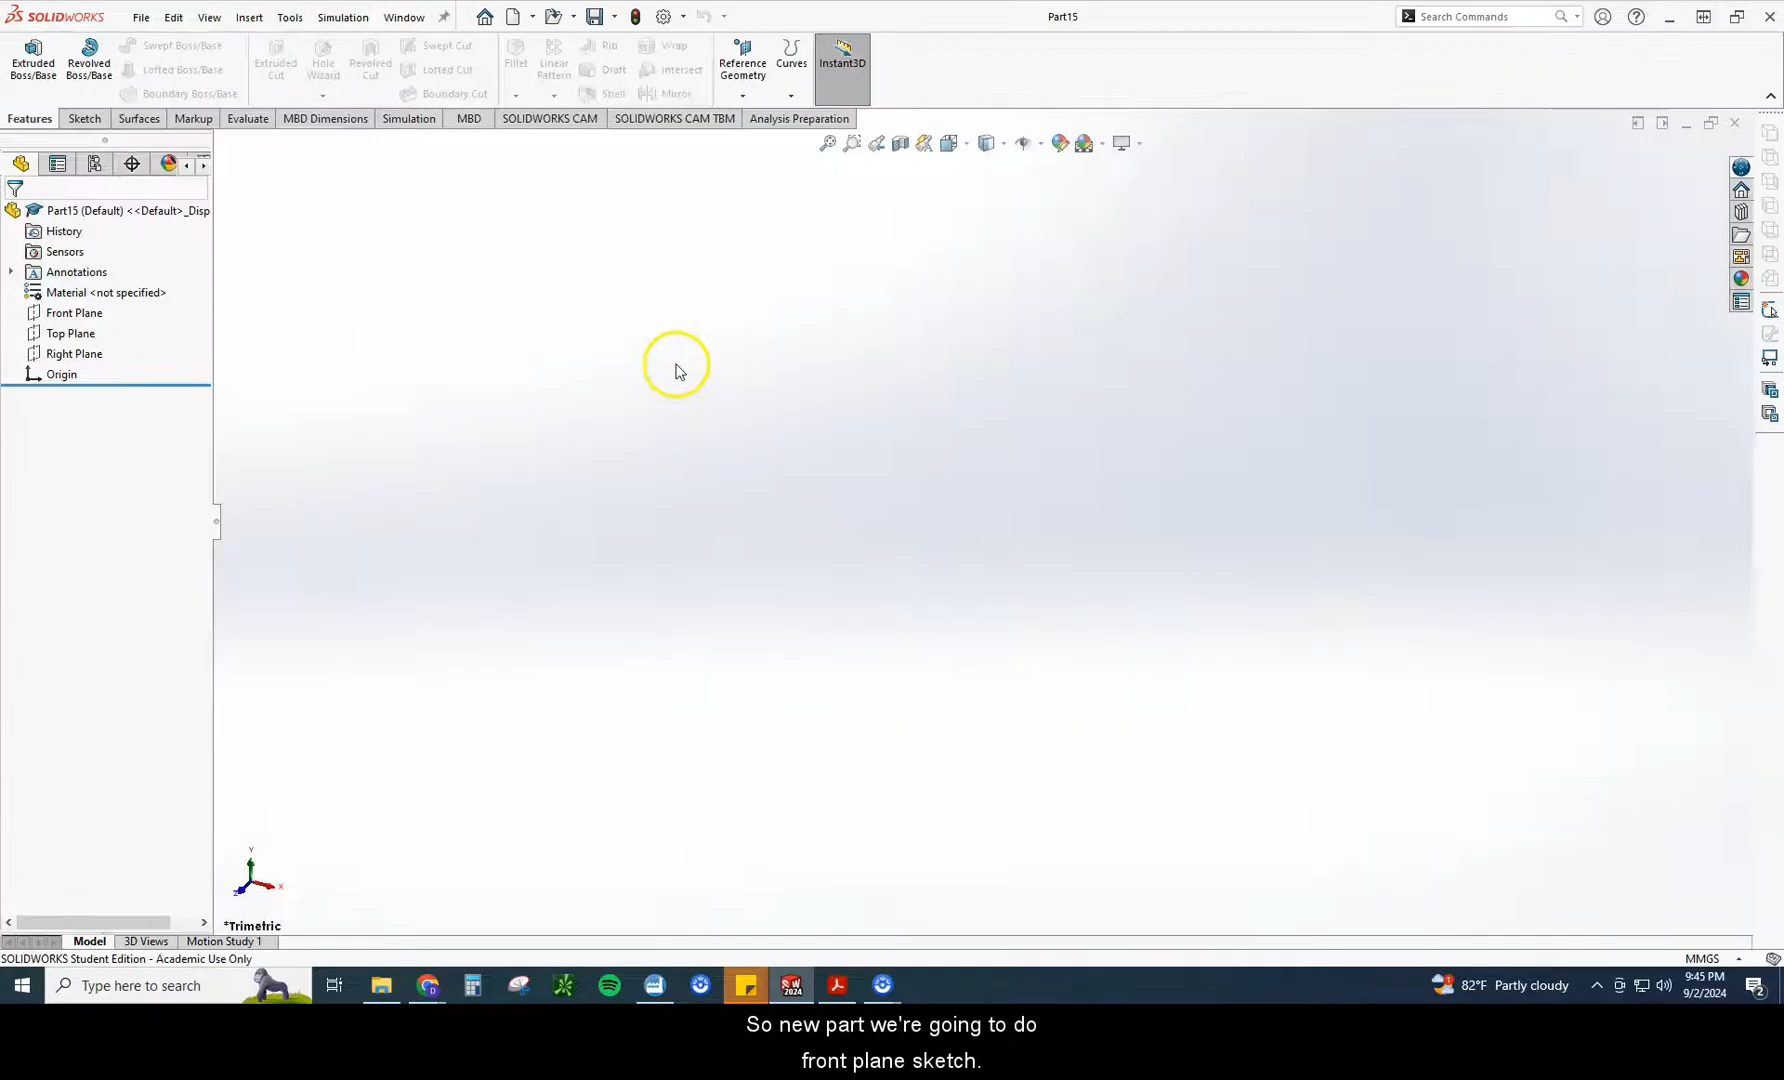 SOLIDWORKS File Edit View Insert Tools Simulation Window Part15 Search Commands
Extruded Boss/Base
Revolved Boss/Base
Swept Boss/Base
Lofted Boss/Base
Boundary Boss/Base
Extruded Cut
Hole Wizard
Revolved Cut
Swept Cut
Lofted Cut
Boundary Cut
Fillet
Linear Pattern
Rib
Draft
Shell
Wrap
Intersect
Mirror
Reference Geometry
Curves
Instant3D
Features Sketch Surfaces Markup Evaluate MBD Dimensions Simulation MBD SOLIDWORKS CAM SOLIDWORKS CAM TBM Analysis Preparation
Part15 (Default) <<Default>_Disp
History
Sensors
Annotations
Material <not specified>
Front Plane
Top Plane
Right Plane
Origin
Y
X
Z
*Trimetric
Model 3D Views Motion Study 1
SOLIDWORKS Student Edition - Academic Use Only MMGS
Type here to search SW 2024 82°F Partly cloudy 9:45 PM
9/2/2024 2
So new part we're going to do
front plane sketch.